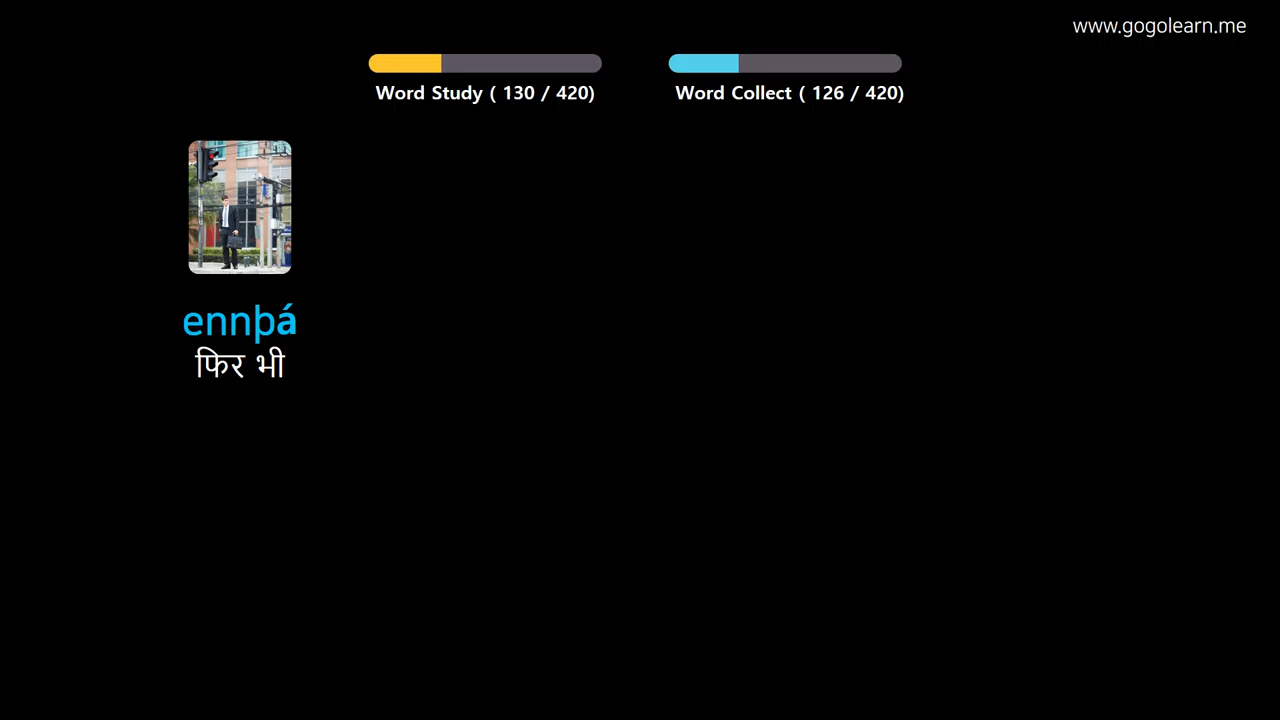 www.gogolearn.me
Word Study ( 130 / 420)
Word Collect ( 126 / 420)
ennþá
फिर भी